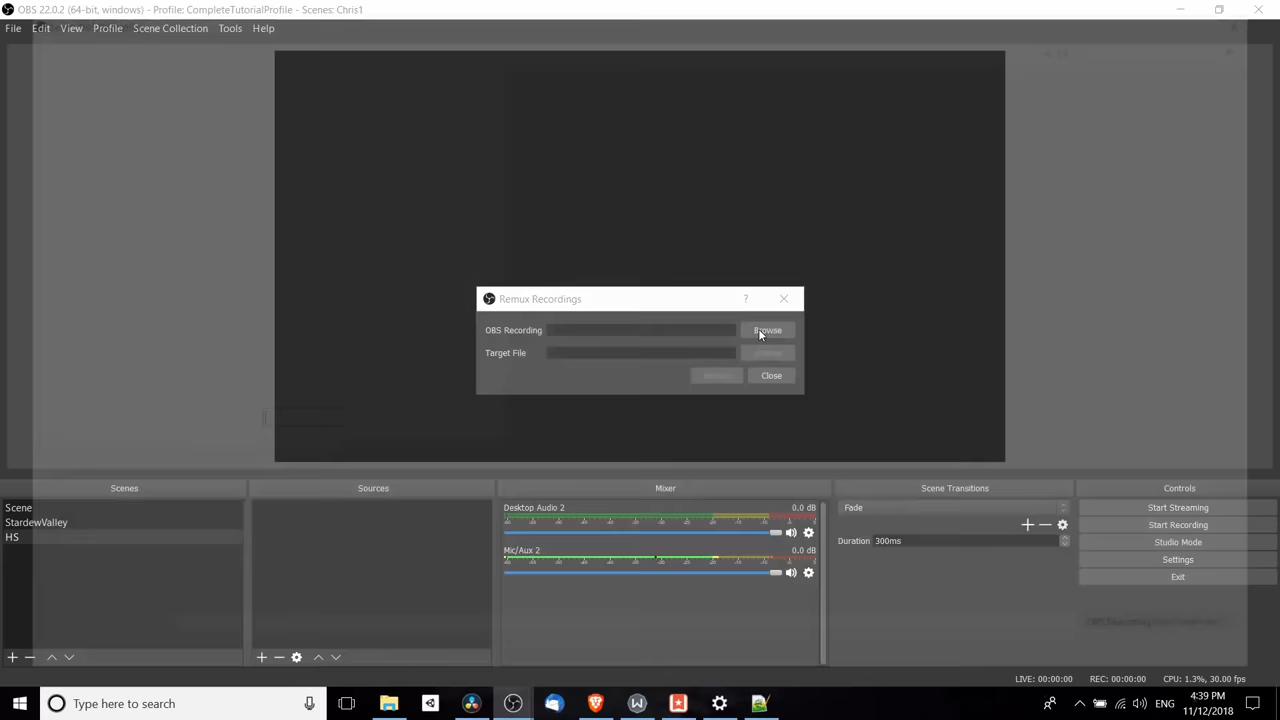 OBS 22.0.2 (64-bit, windows) - Profile: CompleteTutorialProfile - Scenes: Chris1
File Edit View Profile Scene Collection Tools Help
Remux Recordings ?
OBS Recording Browse
Target File
Close
Scenes Sources Mixer Scene Transitions Controls
Scene
StardewValley
HS
Desktop Audio 2 0.0 dB
Mic/Aux 2 0.0 dB
Fade
Duration 300ms
Start Streaming
Start Recording
Studio Mode
Settings
Exit
LIVE: 00:00:00 REC: 00:00:00 CPU: 1.3%, 30.00 fps
Type here to search
ENG
4:39 PM
11/12/2018